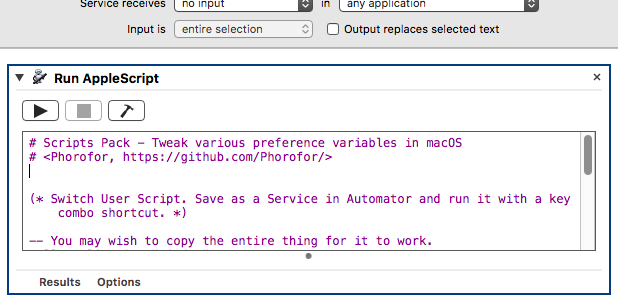 Service receives no input in any application
Input is entire selection Output replaces selected text
Run AppleScript
# Scripts Pack – Tweak various preference variables in macOS
# <Phorofor, https://github.com/Phorofor/>
(* Switch User Script. Save as a Service in Automator and run it with a key
combo shortcut. *)
-- You may wish to copy the entire thing for it to work.
Results Options